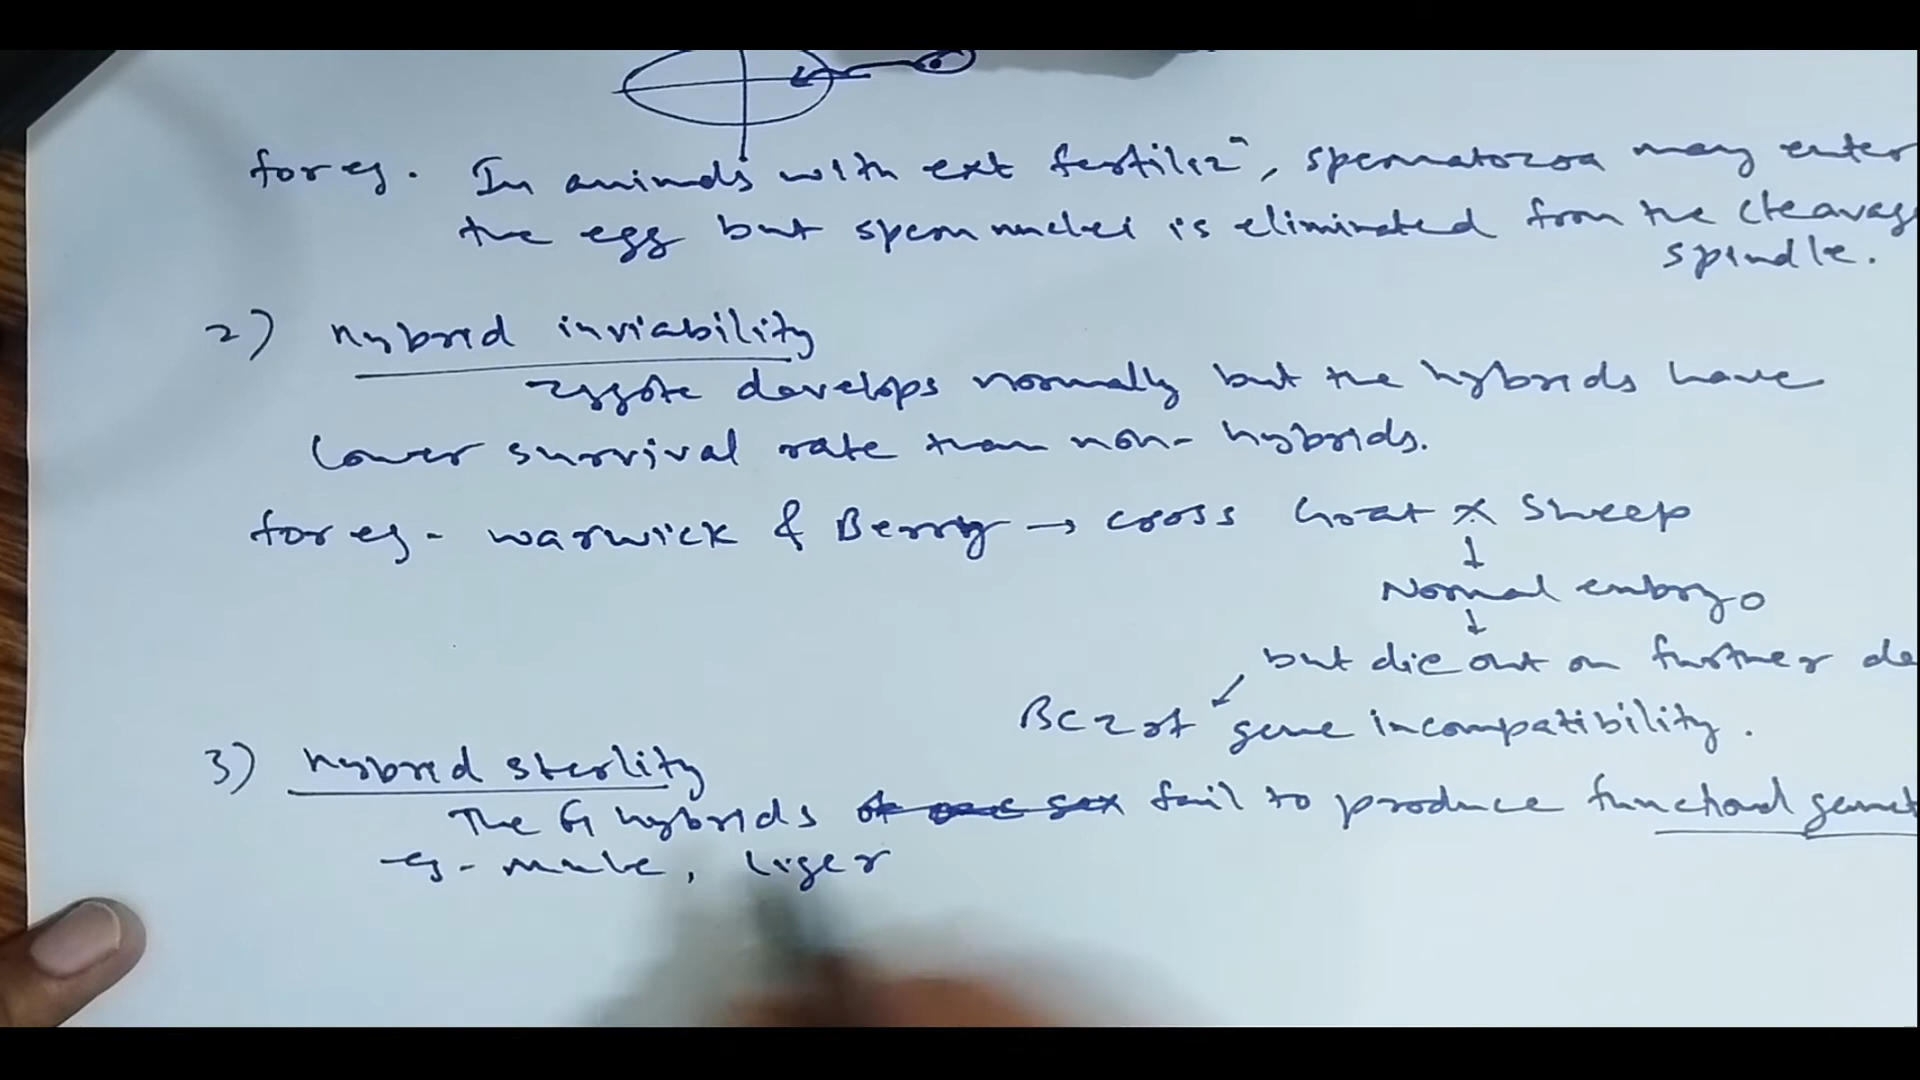 for eg. In animals with ext fertilizn, spermatozoa may enter
the egg but sperm nuclei is eliminated from the cleavag
spindle.
2) Hybrid inviability
Zygote develops normally but the hybrids have
lower survival rate than non-hybrids.
for eg- Warwick & Berry → cross Goat x Sheep
↓
Normal embryo
↓
but die out on further de
Bcz of gene incompatibility.
3) Hybrid sterlity
The F1 hybrids of one sex fail to produce functional gamet
eg- mule, liger